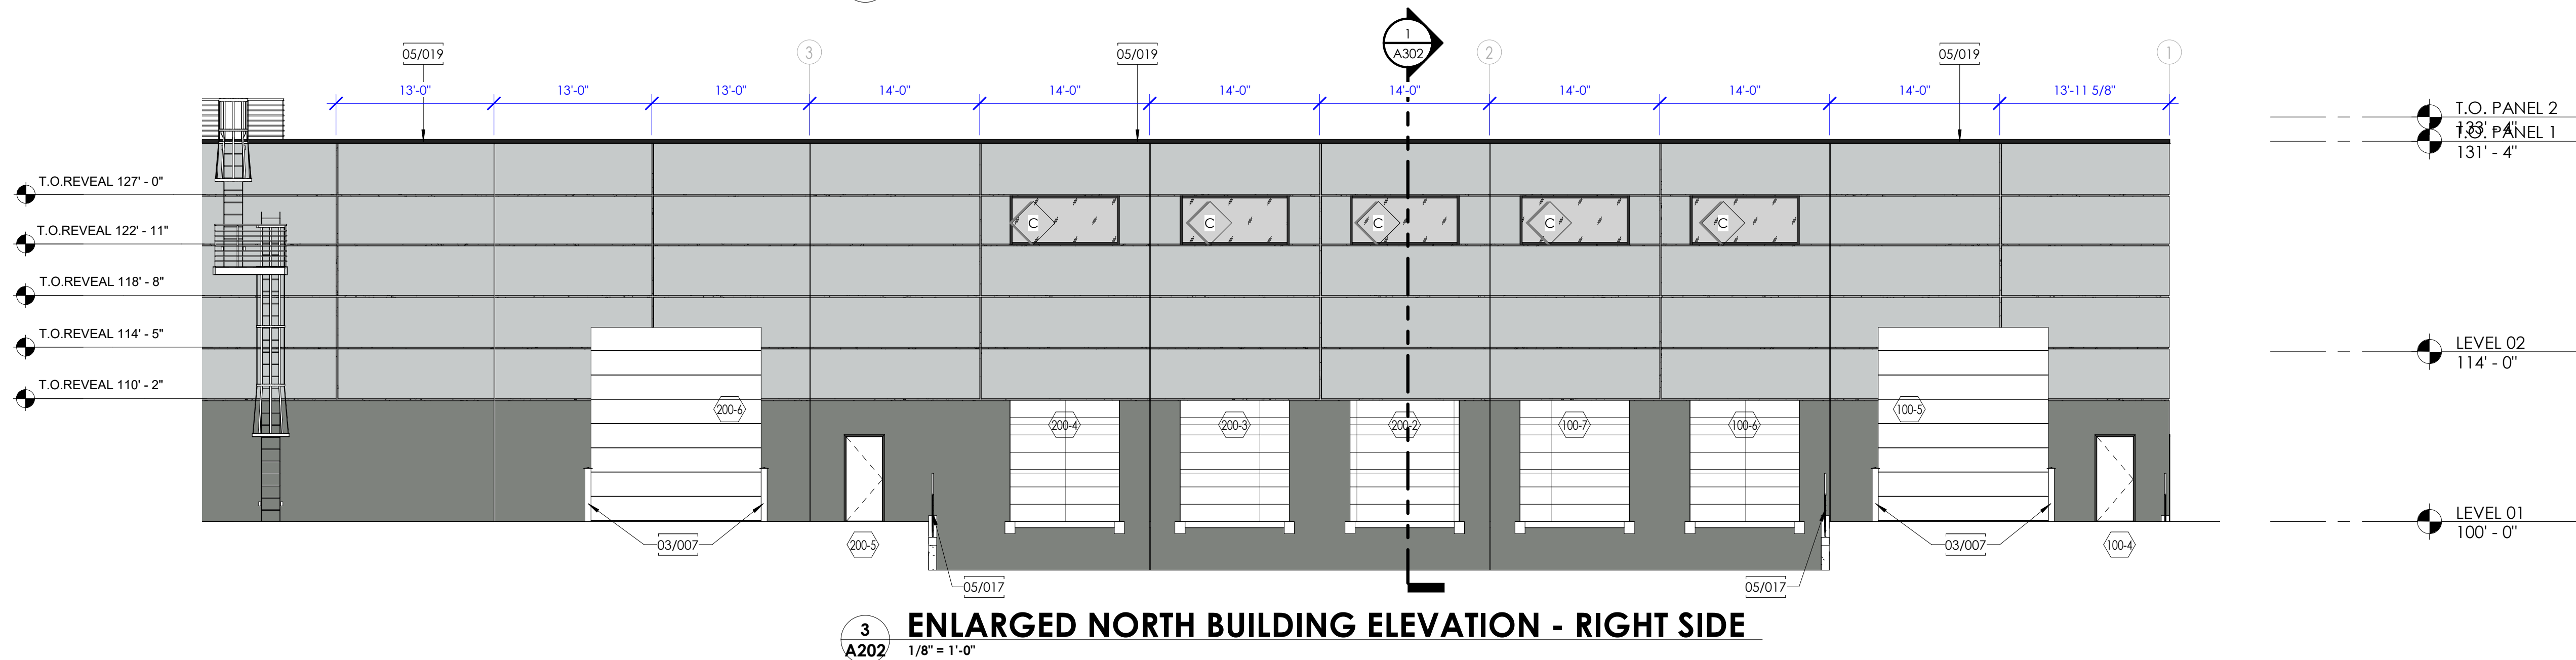 1
A302
05/019
3
05/019
2
05/019
1
13'-0"
13'-0"
13'-0"
14'-0"
14'-0"
14'-0"
14'-0"
14'-0"
14'-0"
14'-0"
13'-11 5/8"
T.O. PANEL 2
133' - 4"
T.O. PANEL 1
131' - 4"
T.O.REVEAL 127' - 0"
T.O.REVEAL 122' - 11"
T.O.REVEAL 118' - 8"
T.O.REVEAL 114' - 5"
T.O.REVEAL 110' - 2"
C
C
C
C
C
LEVEL 02
114' - 0"
200-6
200-4
200-3
200-2
100-7
100-6
100-5
LEVEL 01
100' - 0"
03/007
200-5
03/007
100-4
05/017
05/017
3
A202
ENLARGED NORTH BUILDING ELEVATION - RIGHT SIDE
1/8" = 1'-0"